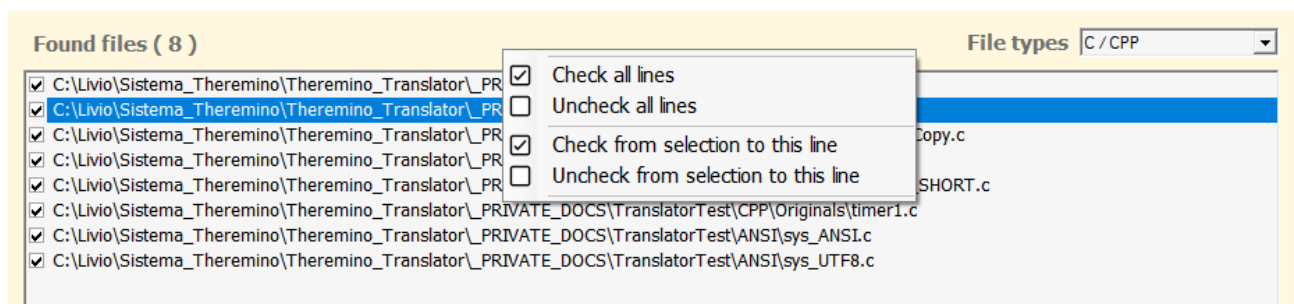 Found files ( 8 )
File types C / CPP
C:\Livio\Sistema_Theremino\Theremino_Translator\_PR
C:\Livio\Sistema_Theremino\Theremino_Translator\_PR
C:\Livio\Sistema_Theremino\Theremino_Translator\_PR Copy.c
C:\Livio\Sistema_Theremino\Theremino_Translator\_PR
C:\Livio\Sistema_Theremino\Theremino_Translator\_PR _SHORT.c
C:\Livio\Sistema_Theremino\Theremino_Translator\_PRIVATE_DOCS\TranslatorTest\CPP\Originals\timer1.c
C:\Livio\Sistema_Theremino\Theremino_Translator\_PRIVATE_DOCS\TranslatorTest\ANSI\sys_ANSI.c
C:\Livio\Sistema_Theremino\Theremino_Translator\_PRIVATE_DOCS\TranslatorTest\ANSI\sys_UTF8.c
Check all lines
Uncheck all lines
Check from selection to this line
Uncheck from selection to this line